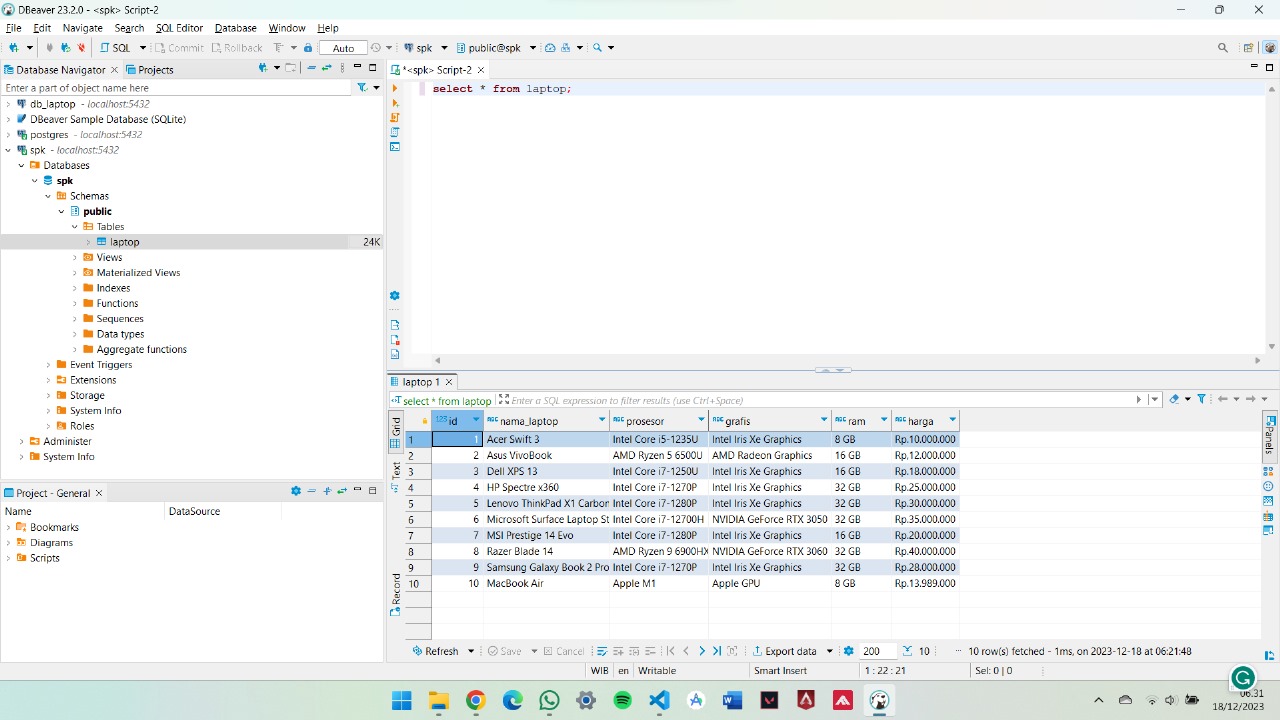 DBeaver 23.2.0 - <spk> Script-2
File Edit Navigate Search SQL Editor Database Window Help
SQL Commit Rollback Auto spk public@spk
Database Navigator Projects
Enter a part of object name here
db_laptop - localhost:5432
DBeaver Sample Database (SQLite)
postgres - localhost:5432
spk - localhost:5432
Databases
spk
Schemas
public
Tables
laptop 24K
Views
Materialized Views
Indexes
Functions
Sequences
Data types
Aggregate functions
Event Triggers
Extensions
Storage
System Info
Roles
Administer
System Info
Project - General
Name DataSource
Bookmarks
Diagrams
Scripts
*<spk> Script-2
select * from laptop;
laptop 1
select * from laptop Enter a SQL expression to filter results (use Ctrl+Space)
Grid
Text
Record
Panels
123 id ABC nama_laptop ABC prosesor ABC grafis ABC ram ABC harga
1 1 Acer Swift 3 Intel Core i5-1235U Intel Iris Xe Graphics 8 GB Rp.10.000.000
2 2 Asus VivoBook AMD Ryzen 5 6500U AMD Radeon Graphics 16 GB Rp,12.000.000
3 3 Dell XPS 13 Intel Core i7-1250U Intel Iris Xe Graphics 16 GB Rp.18.000.000
4 4 HP Spectre x360 Intel Core i7-1270P Intel Iris Xe Graphics 32 GB Rp.25.000.000
5 5 Lenovo ThinkPad X1 Carbon Intel Core i7-1280P Intel Iris Xe Graphics 32 GB Rp.30.000.000
6 6 Microsoft Surface Laptop St Intel Core i7-12700H NVIDIA GeForce RTX 3050 32 GB Rp.35.000.000
7 7 MSI Prestige 14 Evo Intel Core i7-1280P Intel Iris Xe Graphics 16 GB Rp.20.000.000
8 8 Razer Blade 14 AMD Ryzen 9 6900HX NVIDIA GeForce RTX 3060 32 GB Rp.40.000.000
9 9 Samsung Galaxy Book 2 Pro Intel Core i7-1270P Intel Iris Xe Graphics 32 GB Rp.28.000.000
10 10 MacBook Air Apple M1 Apple GPU 8 GB Rp.13.989.000
Refresh Save Cancel Export data 200 10 10 row(s) fetched - 1ms, on 2023-12-18 at 06:21:48
WIB en Writable Smart Insert 1 : 22 : 21 Sel: 0 | 0
06.31
18/12/2023